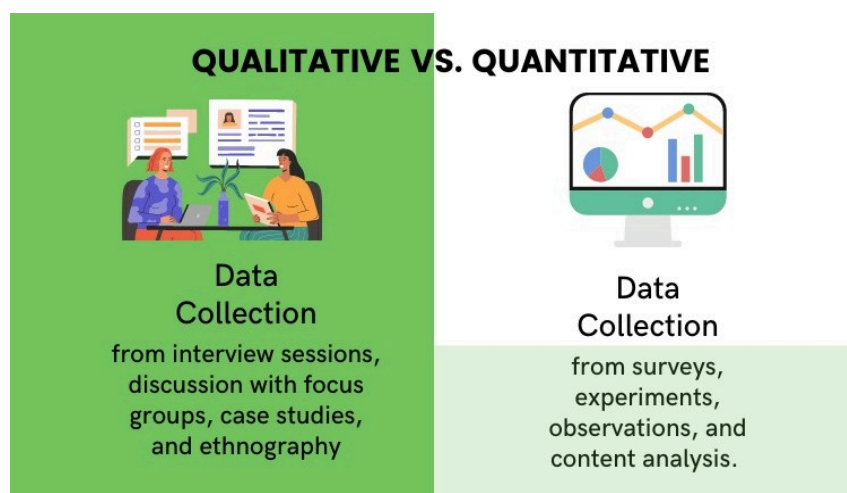 QUALITATIVE VS. QUANTITATIVE
Data
Collection
from interview sessions,
discussion with focus
groups, case studies,
and ethnography
Data
Collection
from surveys,
experiments,
observations, and
content analysis.